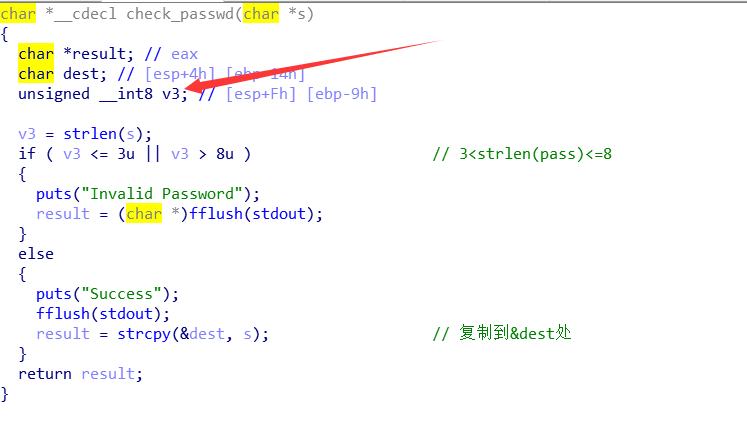 char *__cdecl check_passwd(char *s)
{
char *result; // eax
char dest; // [esp+4h] [ebp-14h]
unsigned __int8 v3; // [esp+Fh] [ebp-9h]
v3 = strlen(s);
if ( v3 <= 3u || v3 > 8u ) // 3<strlen(pass)<=8
{
puts("Invalid Password");
result = (char *)fflush(stdout);
}
else
{
puts("Success");
fflush(stdout);
result = strcpy(&dest, s); // 复制到&dest处
}
return result;
}